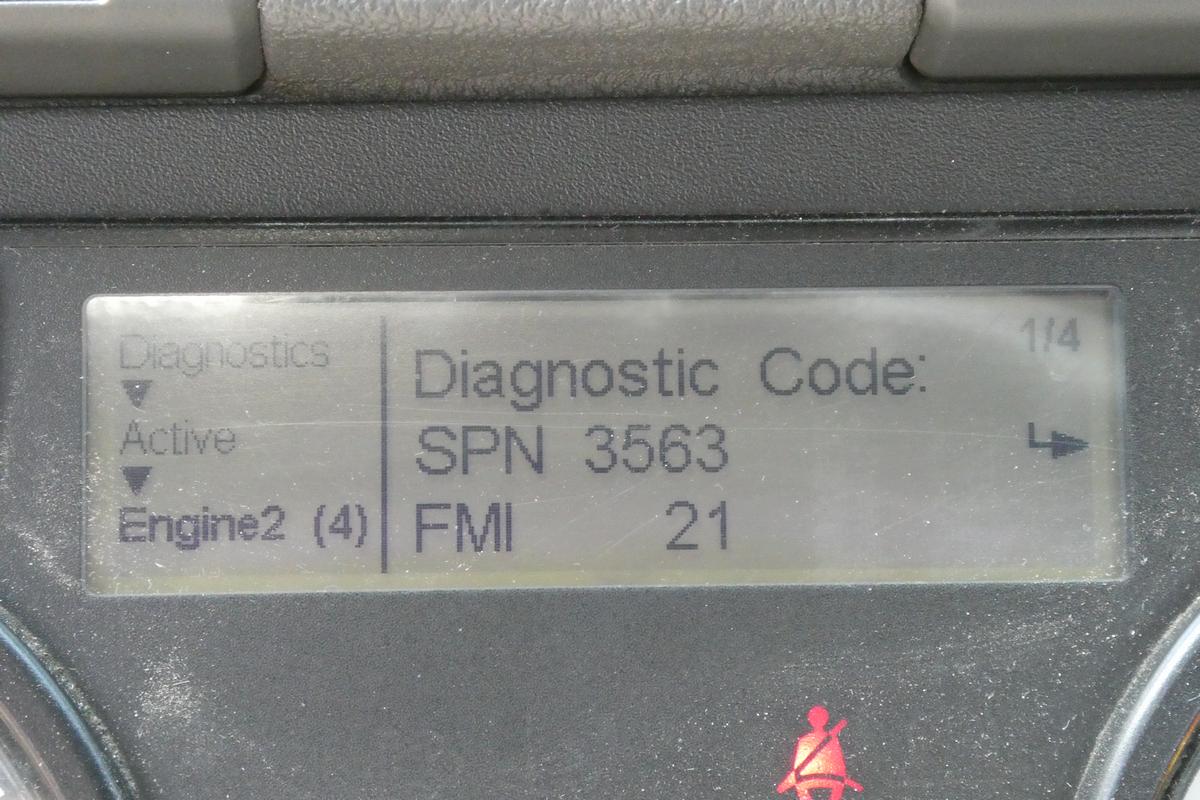 Diagnostics
Active
Engine2 (4)
1/4
Diagnostic Code:
SPN 3563
FMI 21